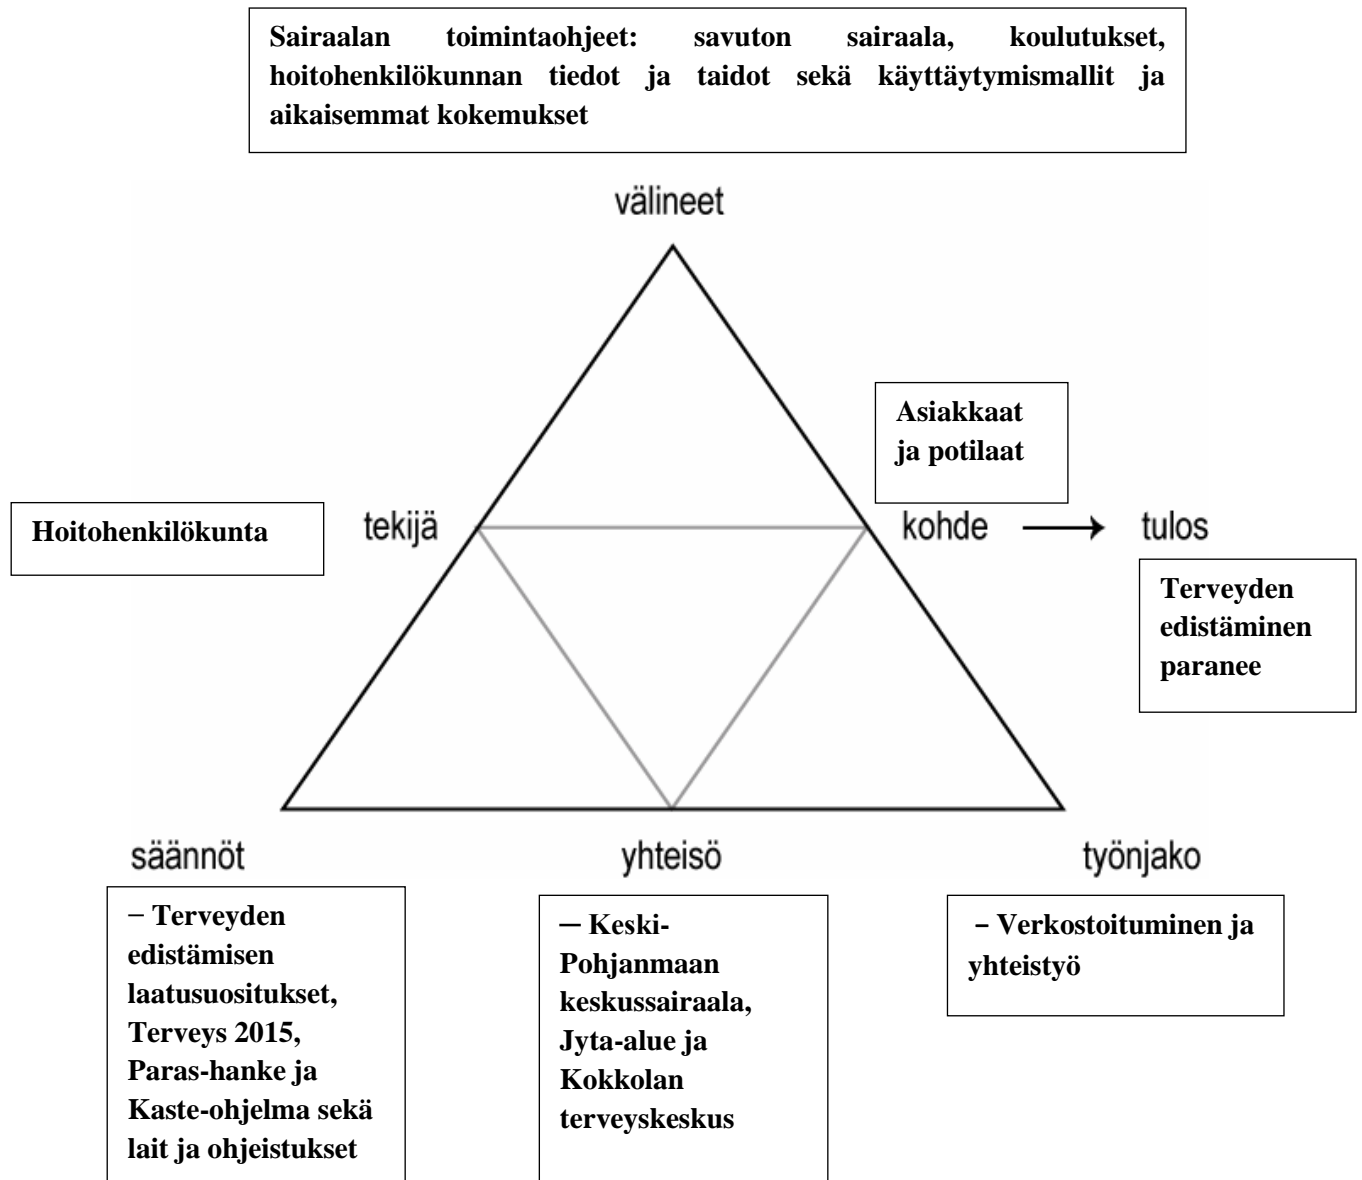 Sairaalan toimintaohjeet: savuton sairaala, koulutukset,
hoitohenkilökunnan tiedot ja taidot sekä käyttäytymismallit ja
aikaisemmat kokemukset
välineet
Asiakkaat
ja potilaat
Hoitohenkilökunta
tekijä
kohde
tulos
Terveyden
edistäminen
paranee
säännöt
– Terveyden
edistämisen
laatusuositukset,
Terveys 2015,
Paras-hanke ja
Kaste-ohjelma sekä
lait ja ohjeistukset
yhteisö
— Keski-
Pohjanmaan
keskussairaala,
Jyta-alue ja
Kokkolan
terveyskeskus
työnjako
– Verkostoituminen ja
yhteistyö